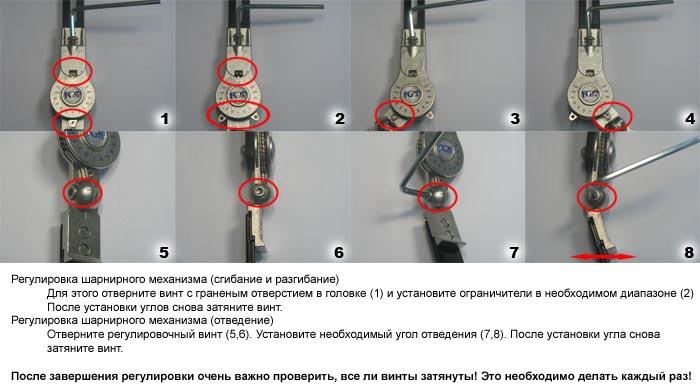 1 2 3 4
5 6 7 8
Регулировка шарнирного механизма (сгибание и разгибание)
Для этого отверните винт с граненым отверстием в головке (1) и установите ограничители в необходимом диапазоне (2)
После установки углов снова затяните винт.
Регулировка шарнирного механизма (отведение)
Отверните регулировочный винт (5,6). Установите необходимый угол отведения (7,8). После установки угла снова
затяните винт.
После завершения регулировки очень важно проверить, все ли винты затянуты! Это необходимо делать каждый раз!